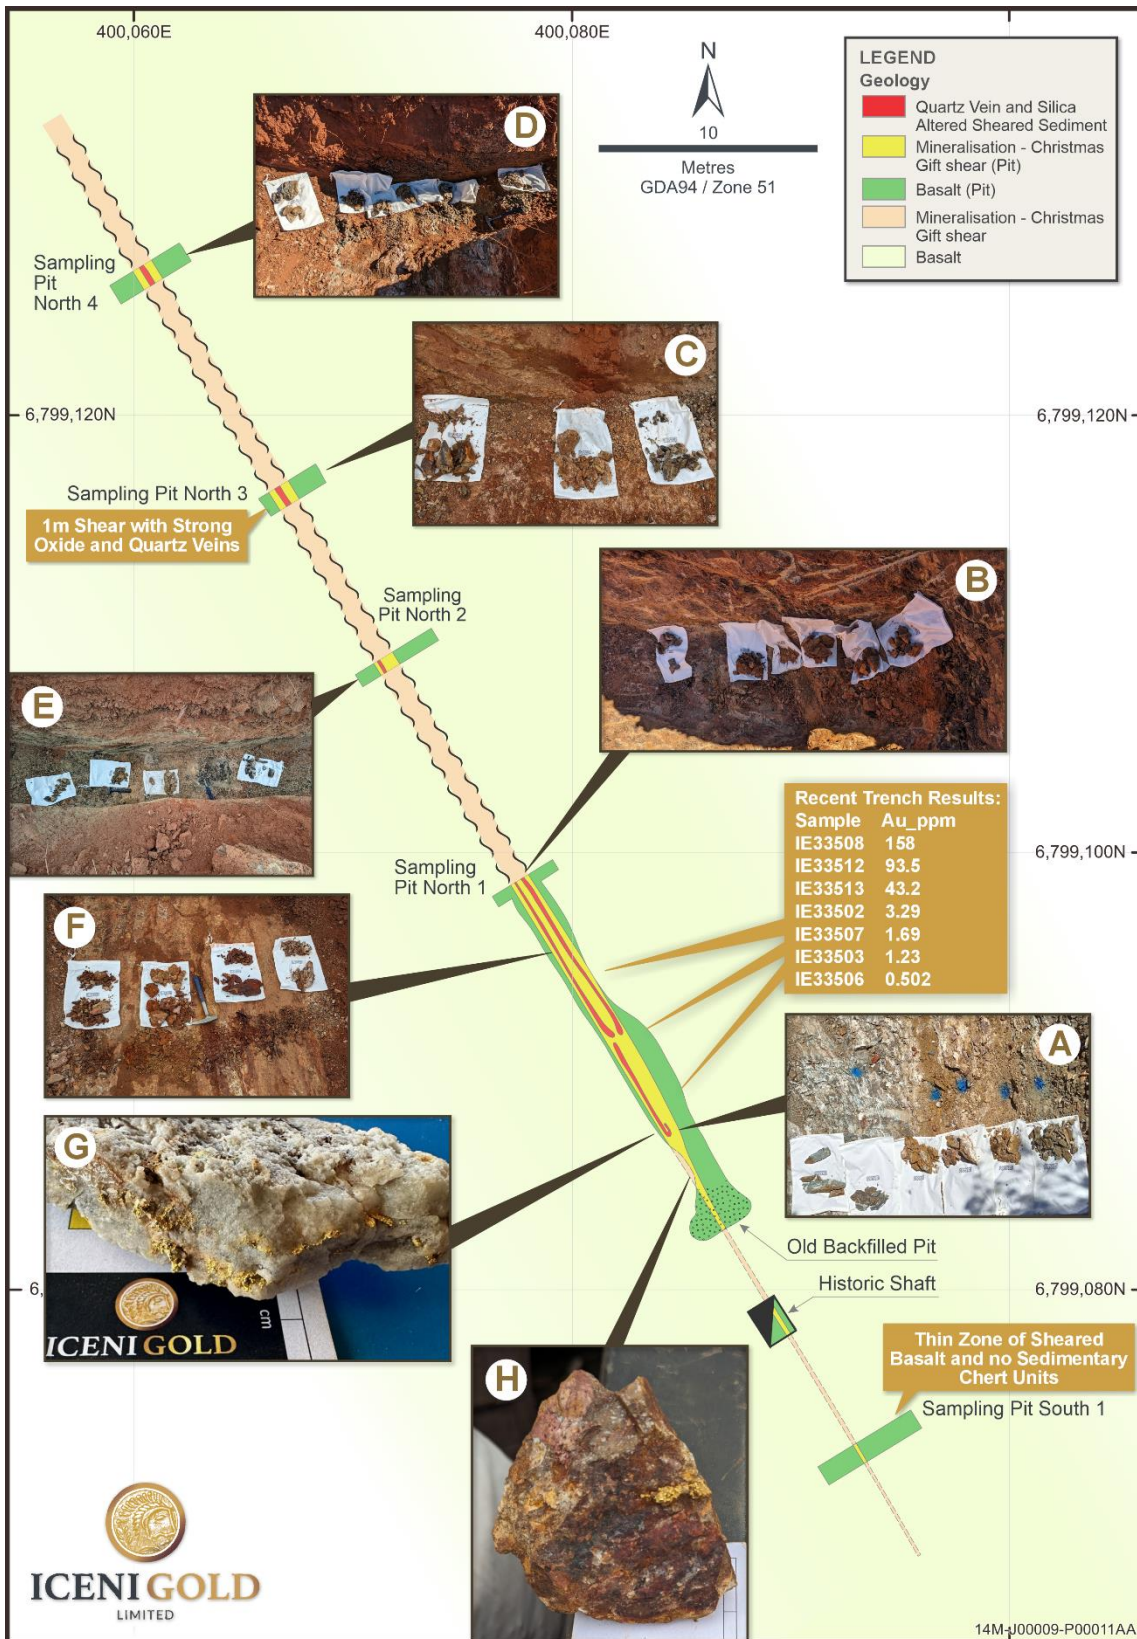 400,060E
400,080E
N
10
Metres
GDA94 / Zone 51
LEGEND
Geology
Quartz Vein and Silica
Altered Sheared Sediment
Mineralisation - Christmas
Gift shear (Pit)
Basalt (Pit)
Mineralisation - Christmas
Gift shear
Basalt
D
Sampling
Pit
North 4
C
6,799,120N
6,799,120N
Sampling Pit North 3
1m Shear with Strong
Oxide and Quartz Veins
B
Sampling
Pit North 2
E
Recent Trench Results:
Sample Au_ppm
IE33508 158
IE33512 93.5
IE33513 43.2
IE33502 3.29
IE33507 1.69
IE33503 1.23
IE33506 0.502
6,799,100N
Sampling
Pit North 1
F
A
G
Old Backfilled Pit
Historic Shaft
6,
6,799,080N
cm
ICENI GOLD
Thin Zone of Sheared
Basalt and no Sedimentary
Chert Units
Sampling Pit South 1
H
ICENI GOLD
LIMITED
14M-J00009-P00011AA